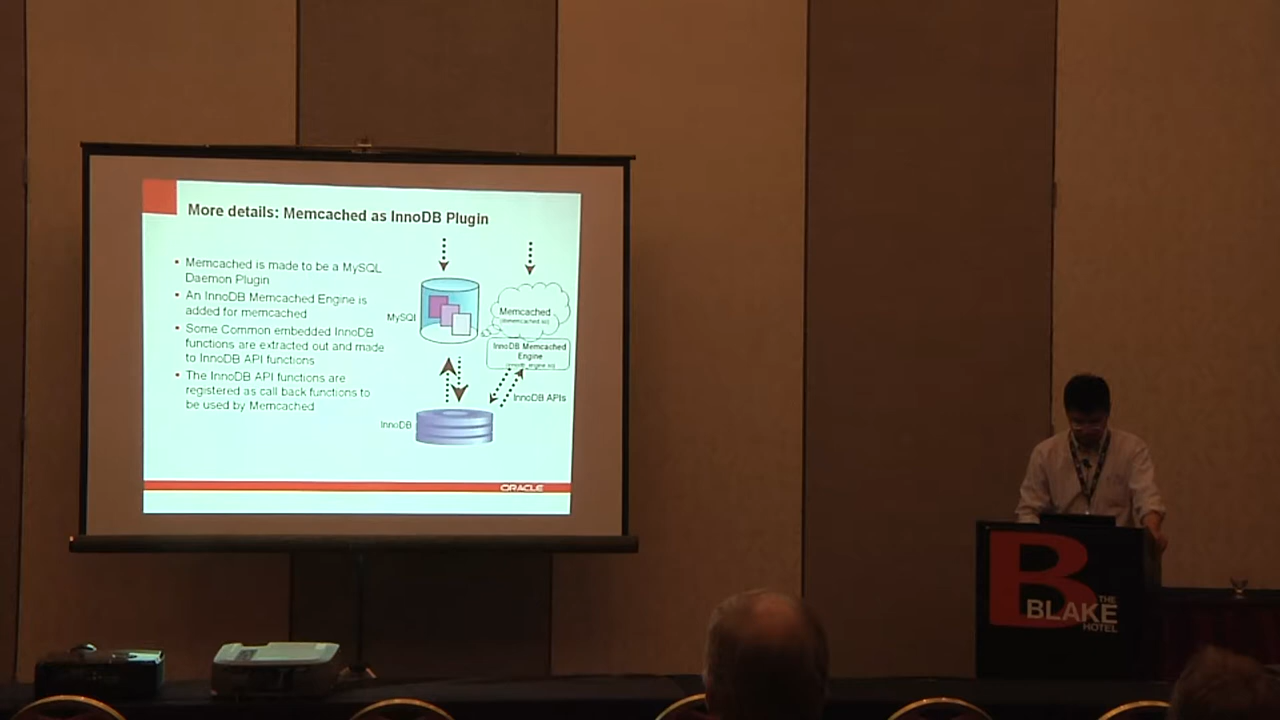 More details: Memcached as InnoDB Plugin
• Memcached is made to be a MySQL
Daemon Plugin
• An InnoDB Memcached Engine is
added for memcached
• Some Common embedded InnoDB
functions are extracted out and made
to InnoDB API functions
• The InnoDB API functions are
registered as call back functions to
be used by Memcached
MySQl
Memcached
InnoDB Memcached
Engine
InnoDB APIs
InnoDB
ORACLE
B
THE
BLAKE
HOTEL